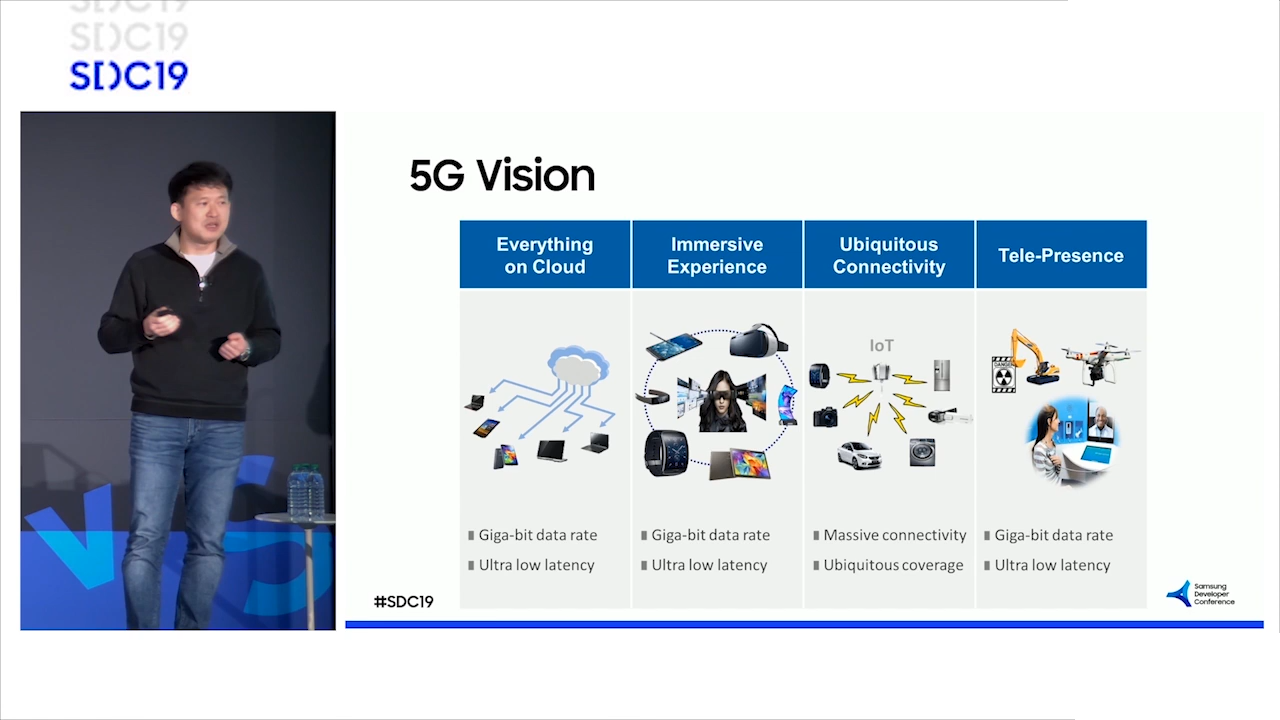 SDC19
SDC19
SDC19
5G Vision
Everything
on Cloud
Immersive
Experience
Ubiquitous
Connectivity
Tele-Presence
IoT
DANGER
Giga-bit data rate
Ultra low latency
Giga-bit data rate
Ultra low latency
Massive connectivity
Ubiquitous coverage
Giga-bit data rate
Ultra low latency
#SDC19
Samsung
Developer
Conference